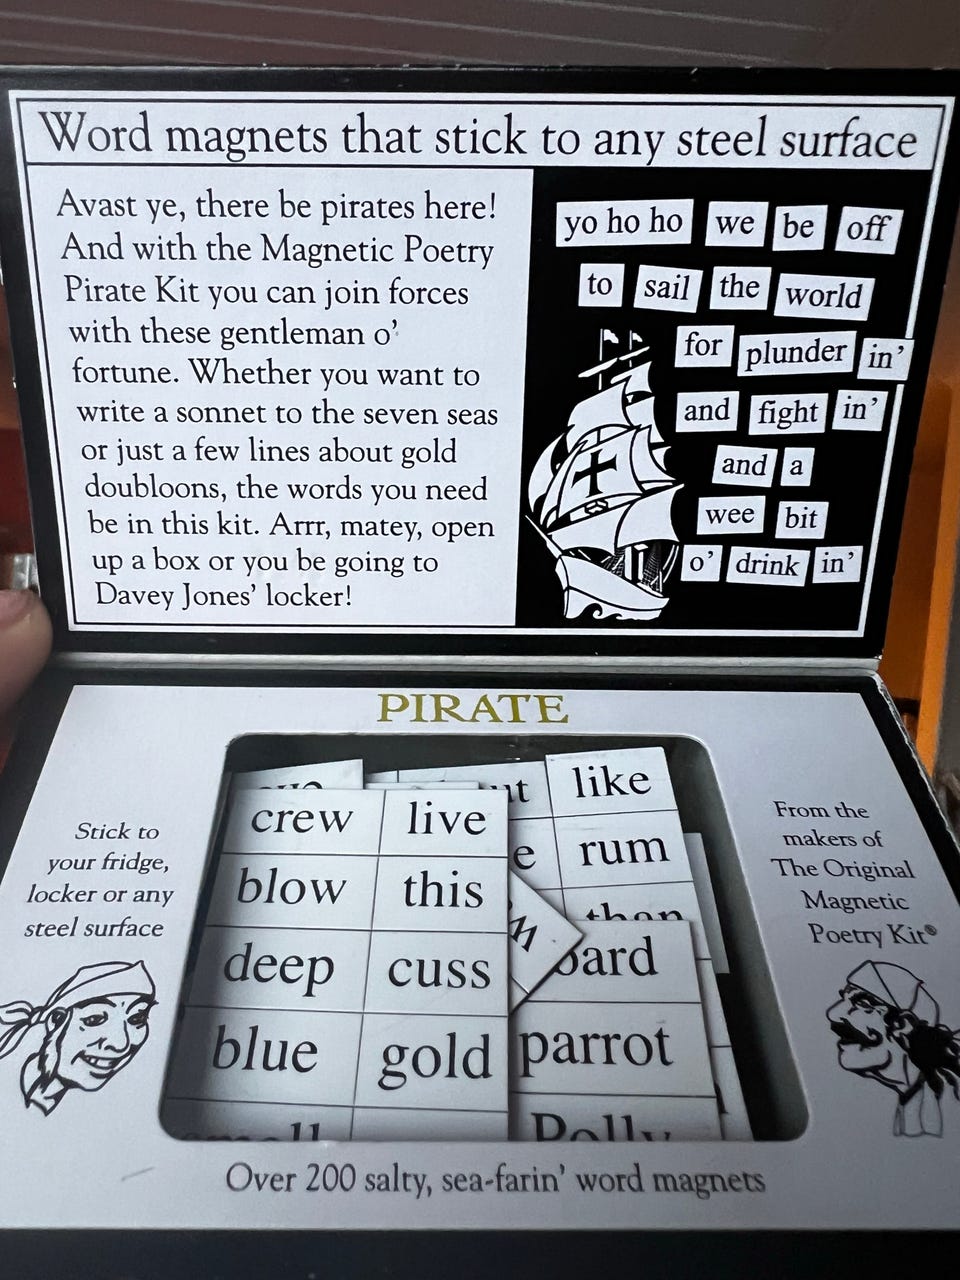 Word magnets that stick to any steel surface
Avast ye, there be pirates here!
And with the Magnetic Poetry
Pirate Kit you can join forces
with these gentleman o'
fortune. Whether you want to
write a sonnet to the seven seas
or just a few lines about gold
doubloons, the words you need
be in this kit. Arrr, matey, open
up a box or you be going to
Davey Jones' locker!
yo ho ho we be off
to sail the world
for plunder in'
and fight in'
and a
wee bit
o' drink in'
PIRATE
Stick to
your fridge,
locker or any
steel surface
crew live
blow this
deep cuss
blue gold
like
rum
than
parrot
Polly
From the
makers of
The Original
Magnetic
Poetry Kit®
Over 200 salty, sea-farin' word magnets